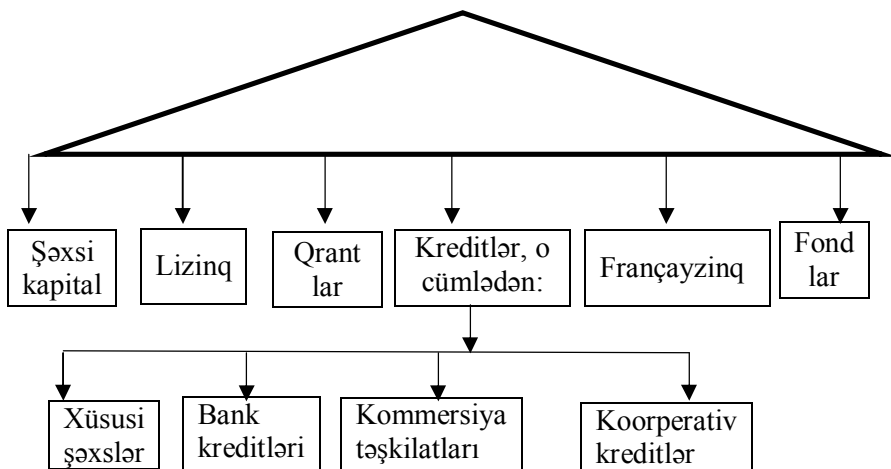 Şəxsi
kapital
Lizinq
Qrant
lar
Kreditlər, o
cümlədən:
Françayzinq
Fond
lar
Xüsusi
şəxslər
Bank
kreditləri
Kommersiya
təşkilatları
Koorperativ
kreditlər